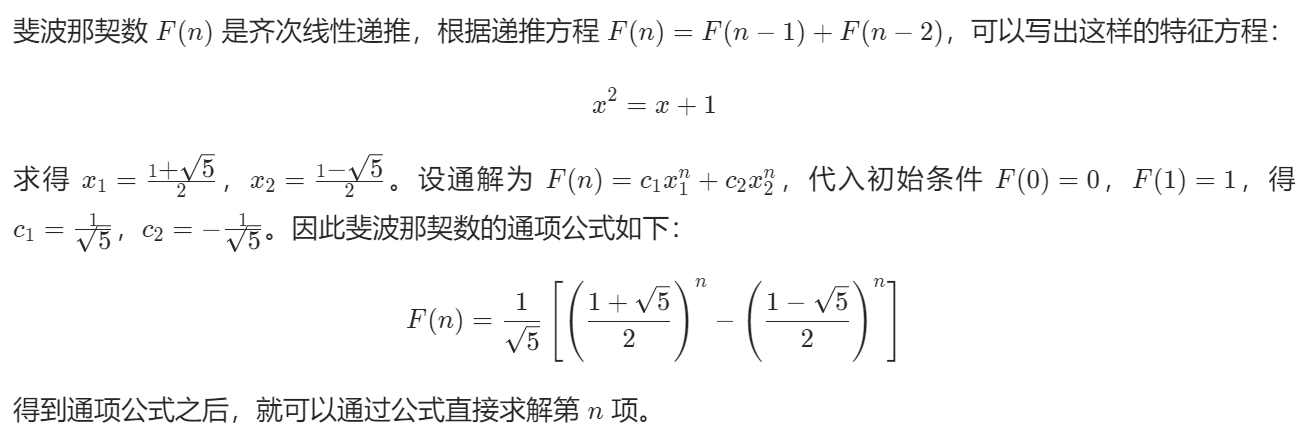 斐波那契数 $F(n)$ 是齐次线性递推，根据递推方程 $F(n) = F(n-1) + F(n-2)$，可以写出这样的特征方程：
$$x^2 = x + 1$$
求得 $x_1 = \frac{1+\sqrt{5}}{2}$，$x_2 = \frac{1-\sqrt{5}}{2}$。设通解为 $F(n) = c_1 x_1^n + c_2 x_2^n$，代入初始条件 $F(0) = 0$，$F(1) = 1$，得
$c_1 = \frac{1}{\sqrt{5}}$，$c_2 = -\frac{1}{\sqrt{5}}$。因此斐波那契数的通项公式如下：
$$F(n) = \frac{1}{\sqrt{5}} \left[ \left( \frac{1+\sqrt{5}}{2} \right)^n - \left( \frac{1-\sqrt{5}}{2} \right)^n \right]$$
得到通项公式之后，就可以通过公式直接求解第 $n$ 项。